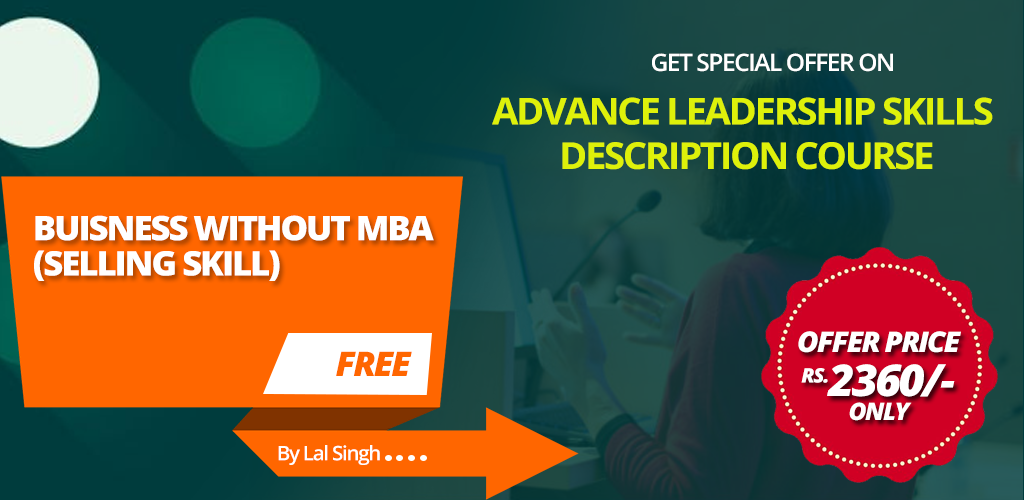 GET SPECIAL OFFER ON
ADVANCE LEADERSHIP SKILLS
DESCRIPTION COURSE
BUISNESS WITHOUT MBA
(SELLING SKILL)
FREE
By Lal Singh ....
OFFER PRICE
RS. 2360/-
ONLY